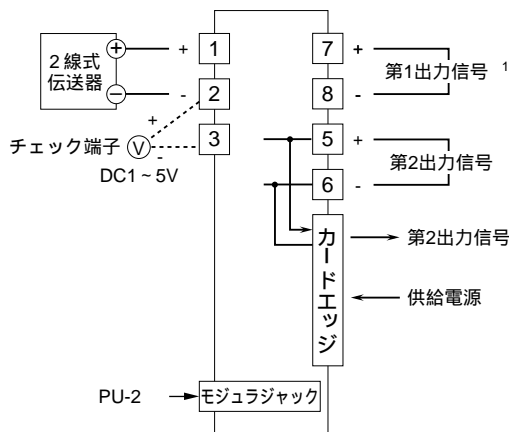 2線式
伝送器
+
−
+
-
1
2
3
+
-
チェック端子
V
DC1~5V
7
8
5
6
+
-
第1出力信号 1
+
-
第2出力信号
カードエッジ
第2出力信号
供給電源
PU-2
モジュラジャック